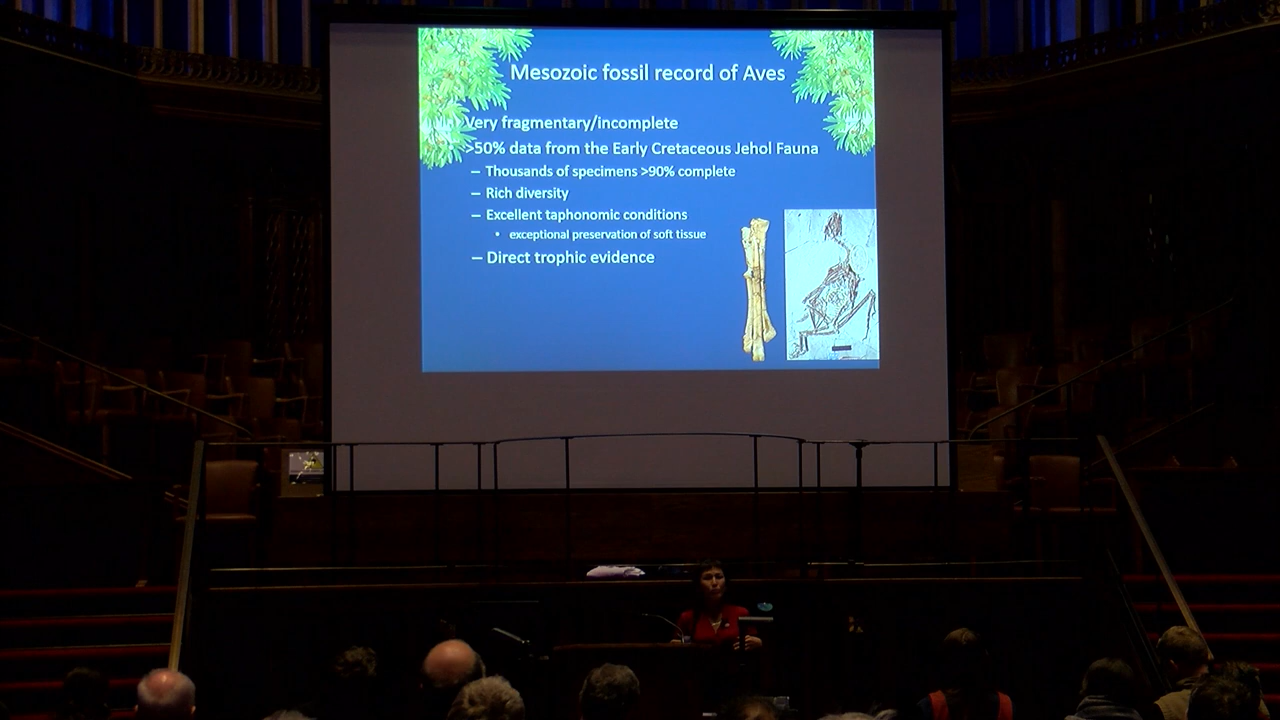 Mesozoic fossil record of Aves
Very fragmentary/incomplete
>50% data from the Early Cretaceous Jehol Fauna
– Thousands of specimens >90% complete
– Rich diversity
– Excellent taphonomic conditions
▪ exceptional preservation of soft tissue
– Direct trophic evidence